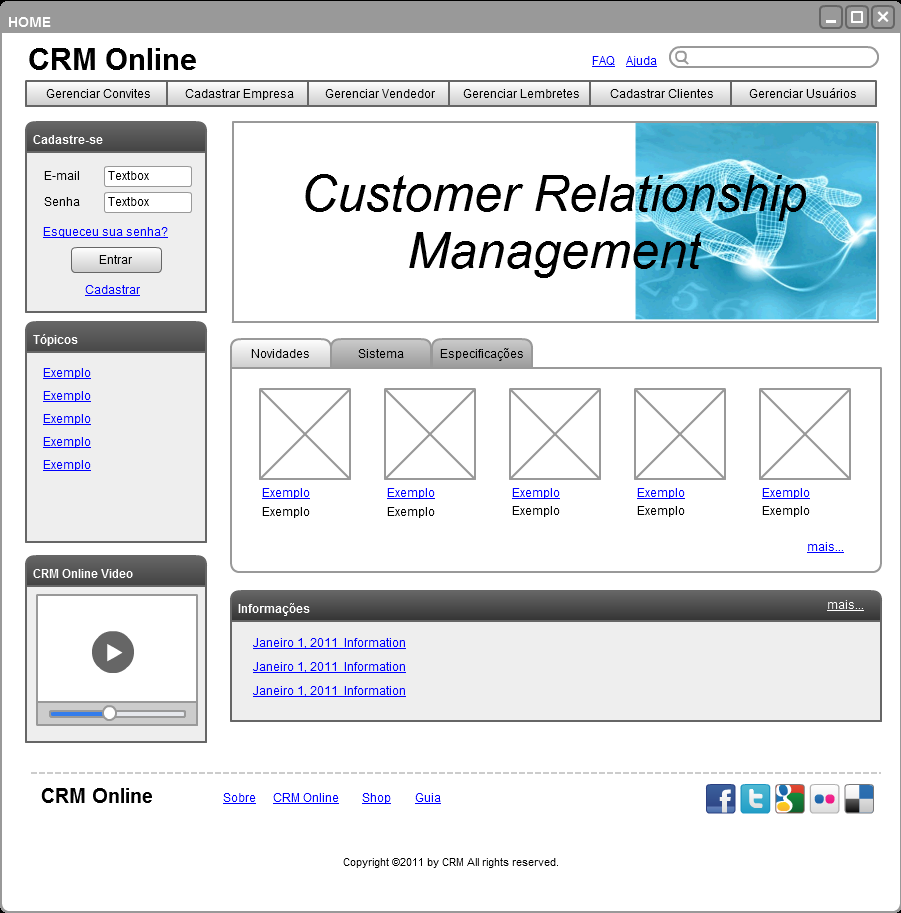 HOME
CRM Online
FAQ Ajuda
Gerenciar Convites Cadastrar Empresa Gerenciar Vendedor Gerenciar Lembretes Cadastrar Clientes Gerenciar Usuários
Cadastre-se
E-mail Textbox
Senha Textbox
Esqueceu sua senha?
Entrar
Cadastrar
Customer Relationship
Management
Tópicos
Exemplo
Exemplo
Exemplo
Exemplo
Exemplo
Novidades Sistema Especificações
Exemplo Exemplo Exemplo Exemplo Exemplo
Exemplo Exemplo Exemplo Exemplo Exemplo
mais...
CRM Online Video
Informações mais...
Janeiro 1, 2011 Information
Janeiro 1, 2011 Information
Janeiro 1, 2011 Information
CRM Online Sobre CRM Online Shop Guia
Copyright ©2011 by CRM All rights reserved.